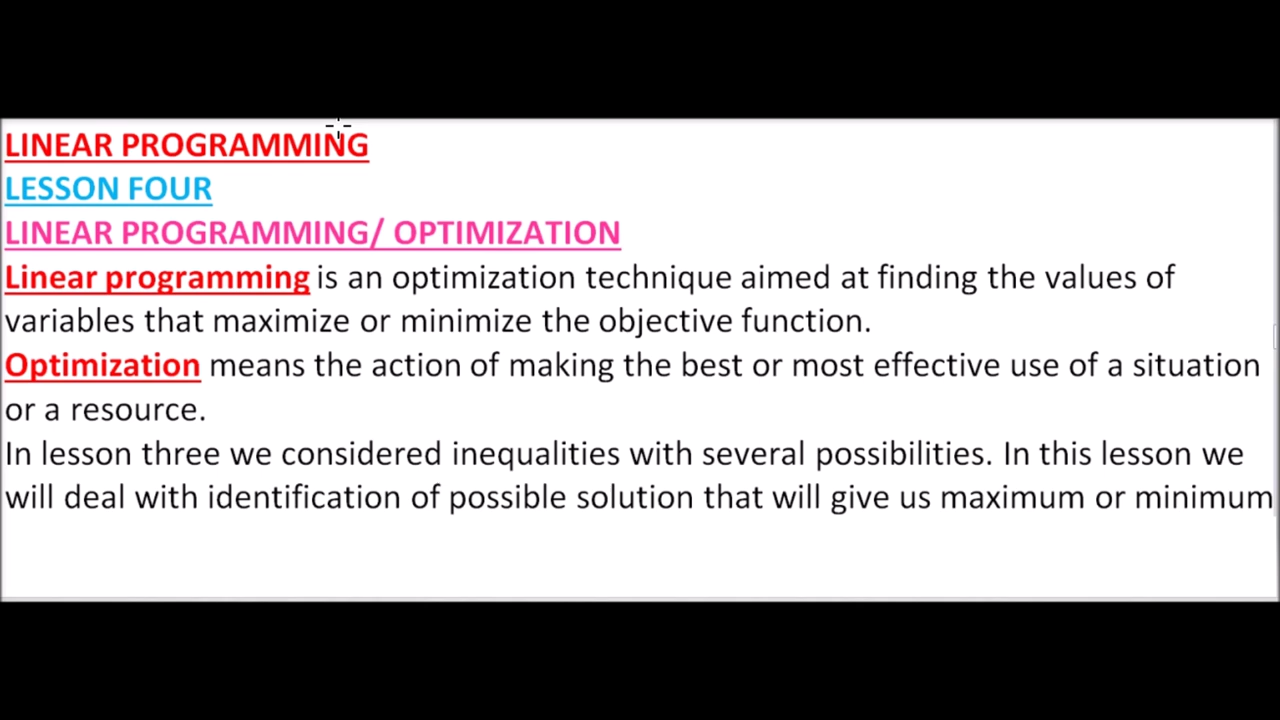 LINEAR PROGRAMMING
LESSON FOUR
LINEAR PROGRAMMING/ OPTIMIZATION
Linear programming is an optimization technique aimed at finding the values of
variables that maximize or minimize the objective function.
Optimization means the action of making the best or most effective use of a situation
or a resource.
In lesson three we considered inequalities with several possibilities. In this lesson we
will deal with identification of possible solution that will give us maximum or minimum